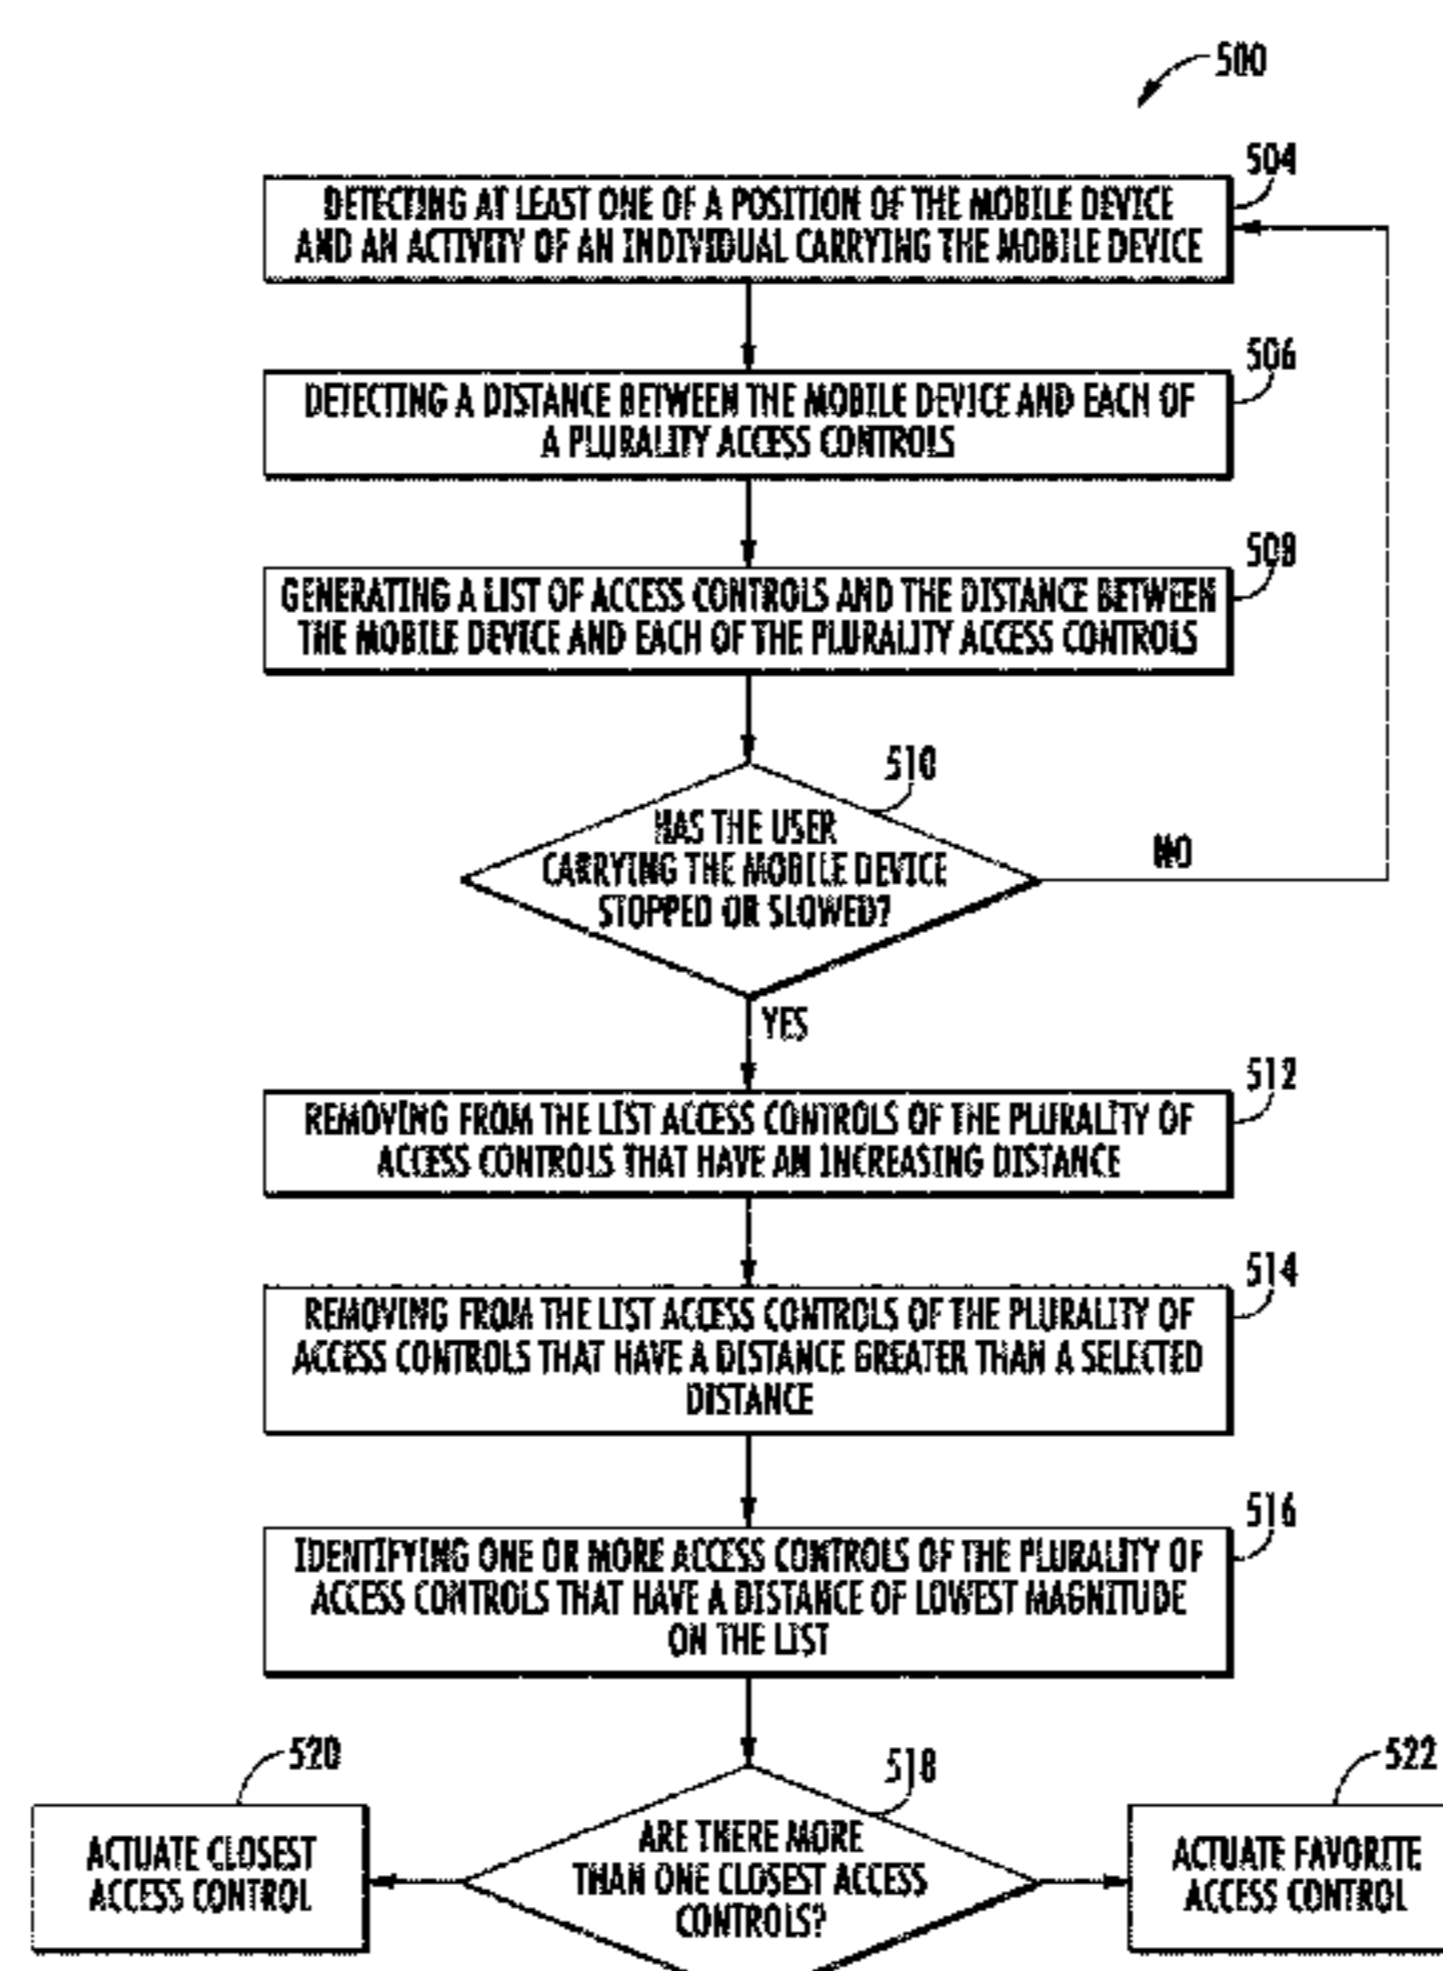 500
504
DETECTING AT LEAST ONE OF A POSITION OF THE MOBILE DEVICE
AND AN ACTIVITY OF AN INDIVIDUAL CARRYING THE MOBILE DEVICE
506
DETECTING A DISTANCE BETWEEN THE MOBILE DEVICE AND EACH OF
A PLURALITY ACCESS CONTROLS
508
GENERATING A LIST OF ACCESS CONTROLS AND THE DISTANCE BETWEEN
THE MOBILE DEVICE AND EACH OF THE PLURALITY ACCESS CONTROLS
510
HAS THE USER
CARRYING THE MOBILE DEVICE
STOPPED OR SLOWED?
NO
YES
512
REMOVING FROM THE LIST ACCESS CONTROLS OF THE PLURALITY OF
ACCESS CONTROLS THAT HAVE AN INCREASING DISTANCE
514
REMOVING FROM THE LIST ACCESS CONTROLS OF THE PLURALITY OF
ACCESS CONTROLS THAT HAVE A DISTANCE GREATER THAN A SELECTED
DISTANCE
516
IDENTIFYING ONE OR MORE ACCESS CONTROLS OF THE PLURALITY OF
ACCESS CONTROLS THAT HAVE A DISTANCE OF LOWEST MAGNITUDE
ON THE LIST
520
ACTUATE CLOSEST
ACCESS CONTROL
518
ARE THERE MORE
THAN ONE CLOSEST ACCESS
CONTROLS?
522
ACTUATE FAVORITE
ACCESS CONTROL